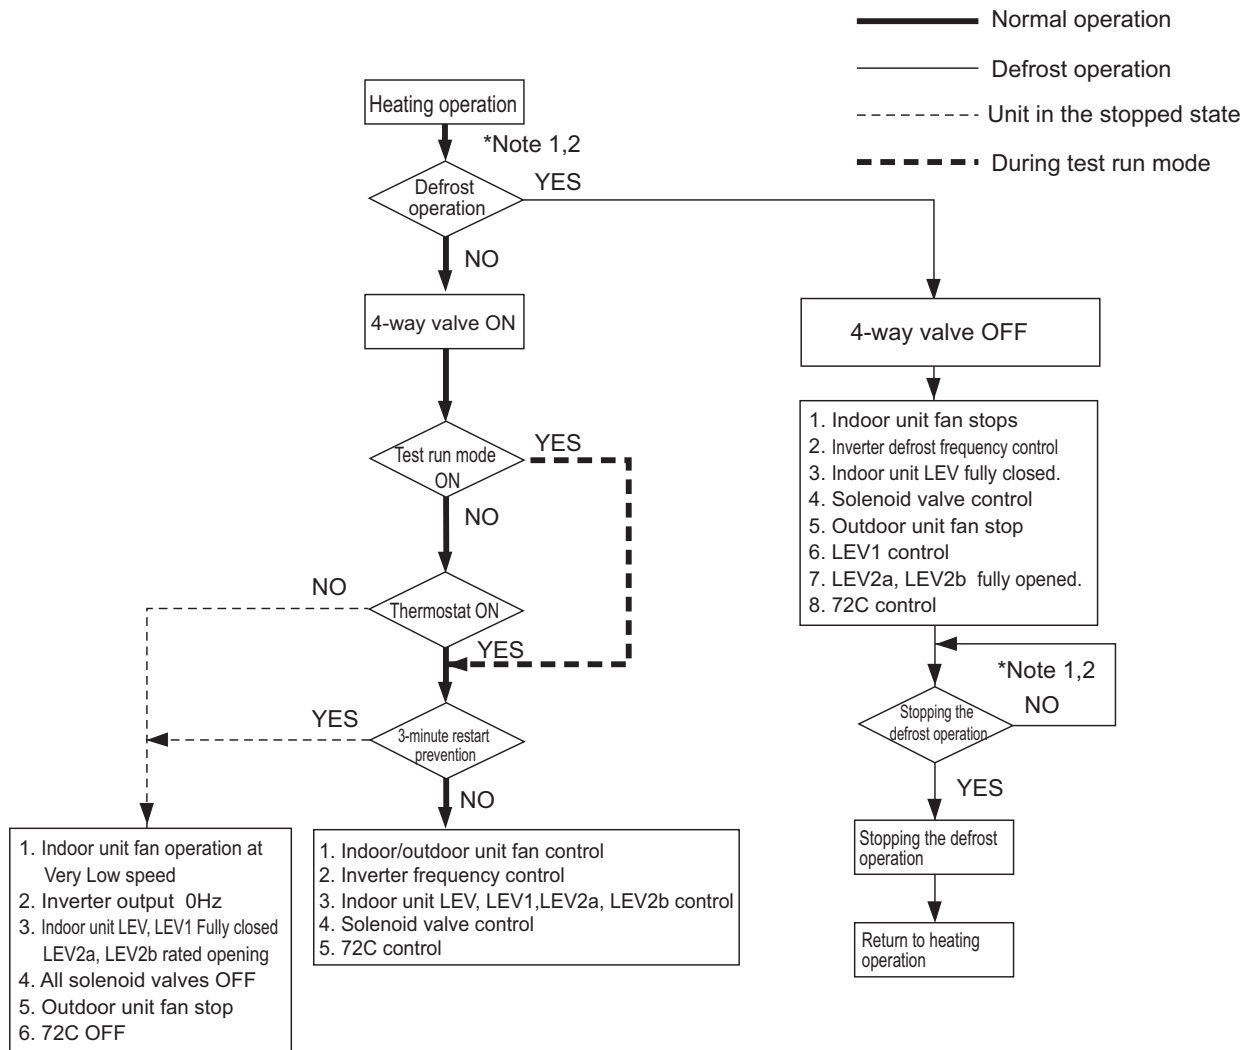 Normal operation
Defrost operation
Unit in the stopped state
During test run mode
Heating operation
*Note 1,2
Defrost
operation
YES
NO
4-way valve ON
Test run mode
ON
YES
NO
Thermostat ON
NO
YES
3-minute restart
prevention
YES
NO
1. Indoor unit fan operation at
Very Low speed
2. Inverter output 0Hz
3. Indoor unit LEV, LEV1 Fully closed
LEV2a, LEV2b rated opening
4. All solenoid valves OFF
5. Outdoor unit fan stop
6. 72C OFF
1. Indoor/outdoor unit fan control
2. Inverter frequency control
3. Indoor unit LEV, LEV1,LEV2a, LEV2b control
4. Solenoid valve control
5. 72C control
4-way valve OFF
1. Indoor unit fan stops
2. Inverter defrost frequency control
3. Indoor unit LEV fully closed.
4. Solenoid valve control
5. Outdoor unit fan stop
6. LEV1 control
7. LEV2a, LEV2b fully opened.
8. 72C control
*Note 1,2
Stopping the
defrost operation
NO
YES
Stopping the defrost
operation
Return to heating
operation